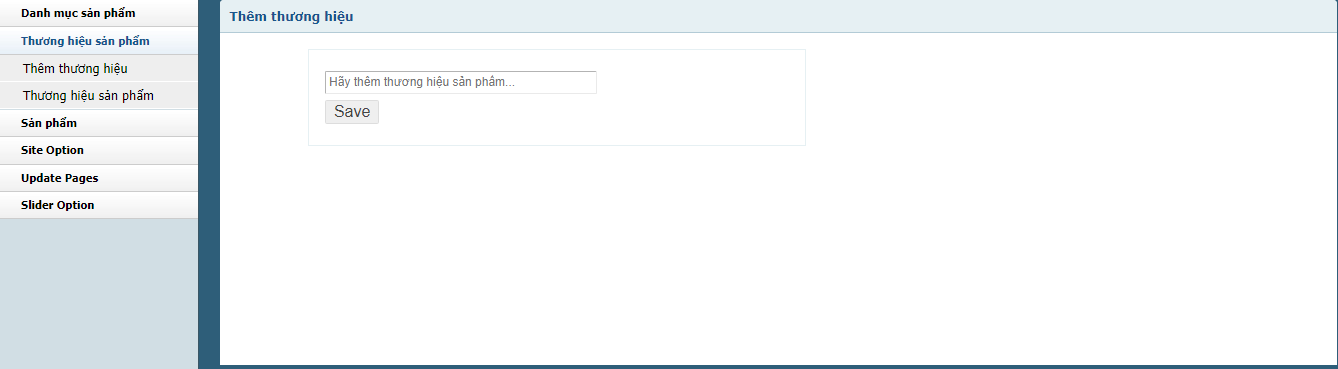 Danh mục sản phẩm
Thương hiệu sản phẩm
Thêm thương hiệu
Thương hiệu sản phẩm
Sản phẩm
Site Option
Update Pages
Slider Option
Thêm thương hiệu
Hãy thêm thương hiệu sản phẩm...
Save